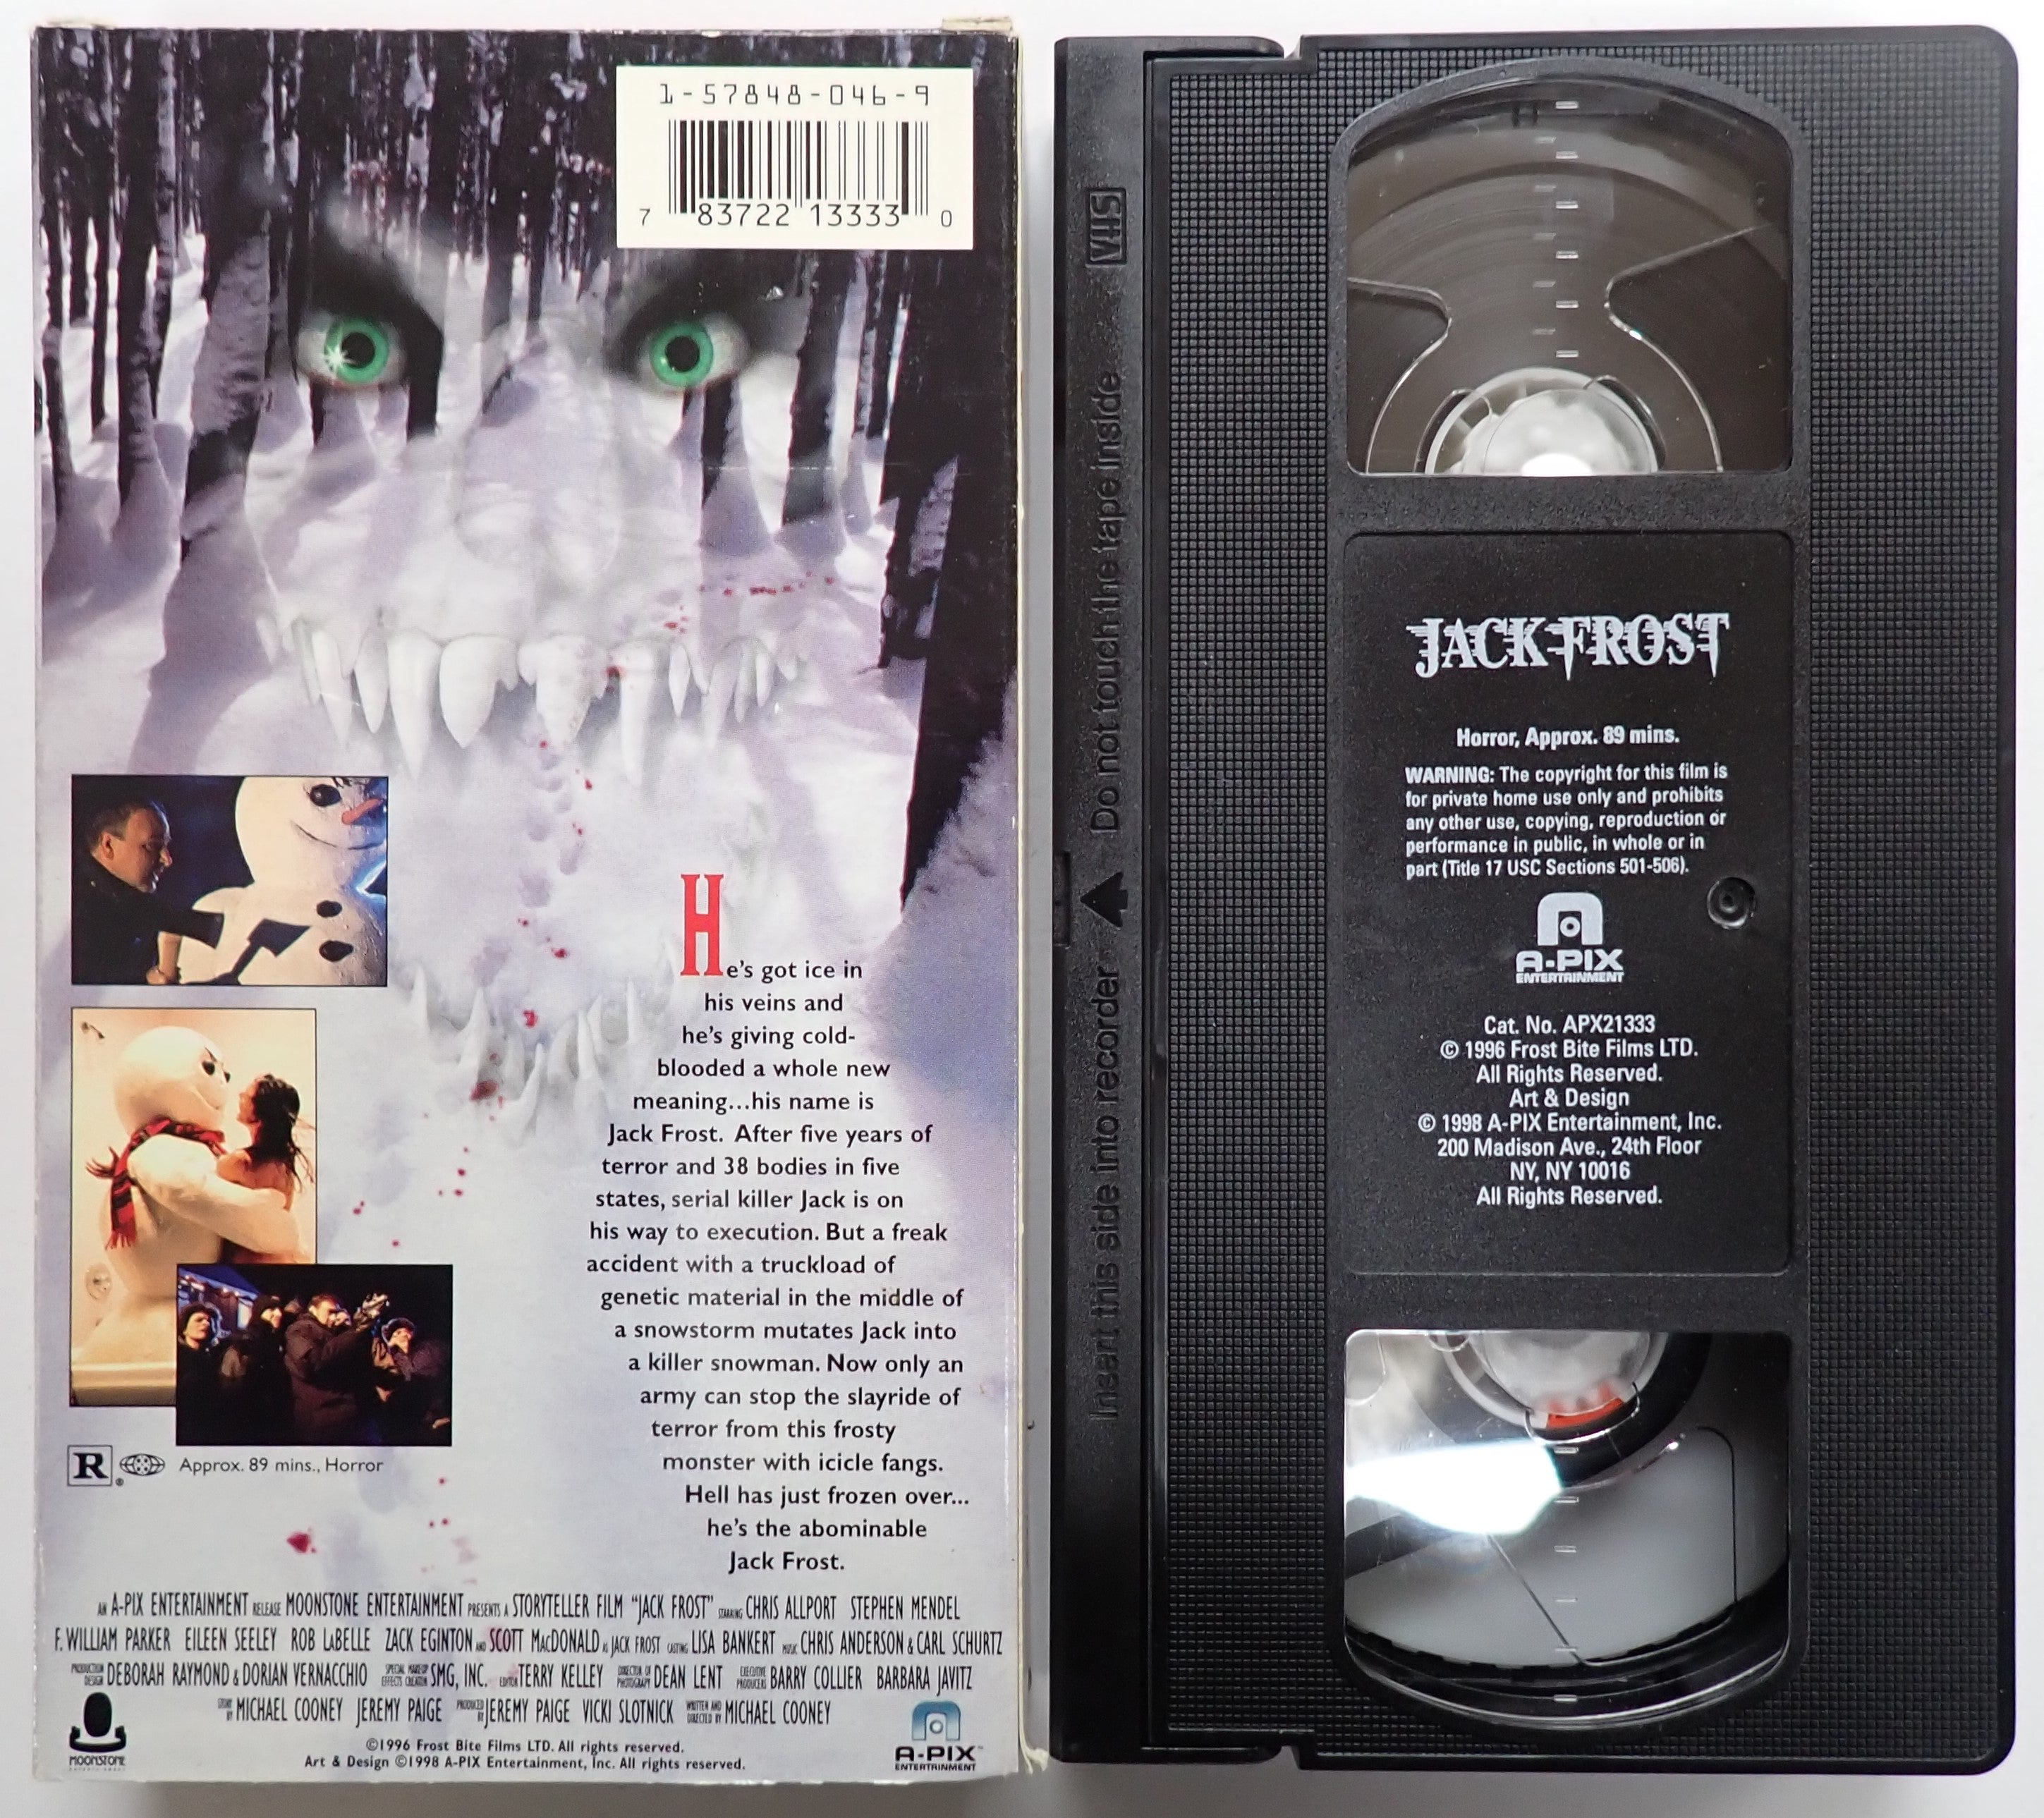 1-57848-046-9
7 83722 13333 0
He's got ice in
his veins and
he's giving cold-
blooded a whole new
meaning...his name is
Jack Frost. After five years of
terror and 38 bodies in five
states, serial killer Jack is on
his way to execution. But a freak
accident with a truckload of
genetic material in the middle of
a snowstorm mutates Jack into
a killer snowman. Now only an
army can stop the slayride of
terror from this frosty
monster with icicle fangs.
Hell has just frozen over...
he's the abominable
Jack Frost.
R ® Approx. 89 mins., Horror
AN A-PIX ENTERTAINMENT RELEASE MOONSTONE ENTERTAINMENT PRESENTS A STORYTELLER FILM "JACK FROST" STARRING CHRIS ALLPORT STEPHEN MENDEL
F. WILLIAM PARKER EILEEN SEELEY ROB LABELLE ZACK EGINTON AND SCOTT MACDONALD AS JACK FROST CASTING LISA BANKERT MUSIC CHRIS ANDERSON & CARL SCHURTZ
PRODUCTION DESIGN DEBORAH RAYMOND & DORIAN VERNACCHIO SPECIAL MAKEUP EFFECTS CREATOR SMG, INC. EDITOR TERRY KELLEY DIRECTOR OF PHOTOGRAPHY DEAN LENT EXECUTIVE PRODUCERS BARRY COLLIER BARBARA JAVITZ
STORY BY MICHAEL COONEY JEREMY PAIGE PRODUCED BY JEREMY PAIGE VICKI SLOTNICK WRITTEN AND DIRECTED BY MICHAEL COONEY
©1996 Frost Bite Films LTD. All rights reserved.
Art & Design ©1998 A-PIX Entertainment, Inc. All rights reserved.
MOONSTONE
ENTERTAINMENT
A-PIX™
ENTERTAINMENT
VHS
Insert this side into recorder ▲ Do not touch the tape inside
JACK FROST
Horror, Approx. 89 mins.
WARNING: The copyright for this film is
for private home use only and prohibits
any other use, copying, reproduction or
performance in public, in whole or in
part (Title 17 USC Sections 501-506).
A-PIX
ENTERTAINMENT
Cat. No. APX21333
© 1996 Frost Bite Films LTD.
All Rights Reserved.
Art & Design
© 1998 A-PIX Entertainment, Inc.
200 Madison Ave., 24th Floor
NY, NY 10016
All Rights Reserved.